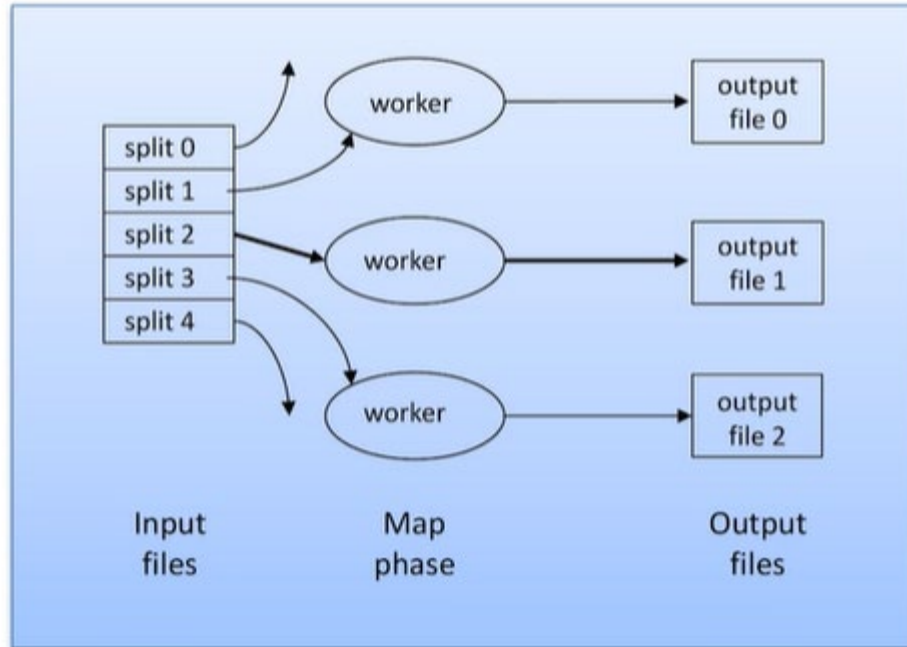 split 0
split 1
split 2
split 3
split 4
worker
worker
worker
output
file 0
output
file 1
output
file 2
Input
files
Map
phase
Output
files